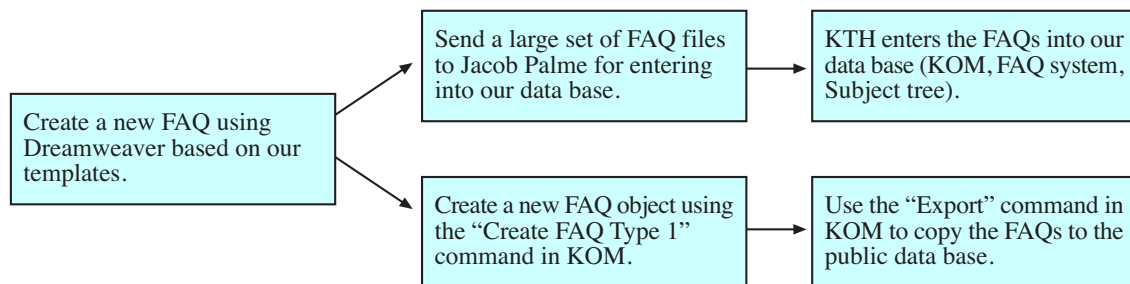 Create a new FAQ using
Dreamweaver based on our
templates.
Send a large set of FAQ files
to Jacob Palme for entering
into our data base.
KTH enters the FAQs into our
data base (KOM, FAQ system,
Subject tree).
Create a new FAQ object using
the “Create FAQ Type 1”
command in KOM.
Use the “Export” command in
KOM to copy the FAQs to the
public data base.